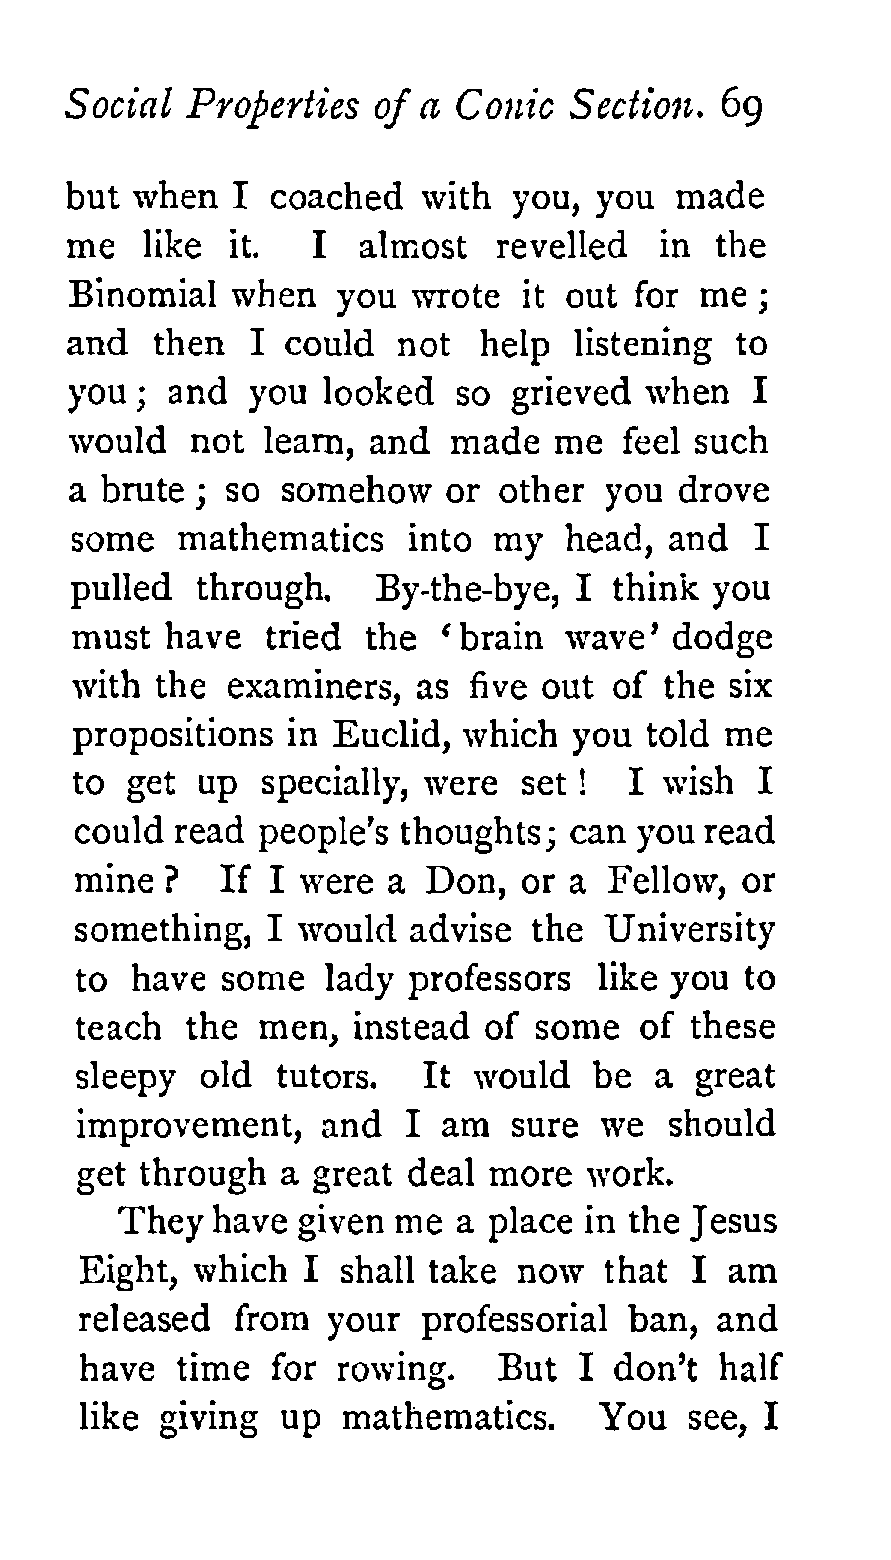 Social Properties of a Conic Section. 69
but when I coached with you, you made
me like it. I almost revelled in the
Binomial when you wrote it out for me ;
and then I could not help listening to
you ; and you looked so grieved when I
would not learn, and made me feel such
a brute ; so somehow or other you drove
some mathematics into my head, and I
pulled through. By-the-bye, I think you
must have tried the ‘ brain wave’ dodge
with the examiners, as five out of the six
propositions in Euclid, which you told me
to get up specially, were set ! I wish I
could read people's thoughts; can you read
mine ? If I were a Don, or a Fellow, or
something, I would advise the University
to have some lady professors like you to
teach the men, instead of some of these
sleepy old tutors. It would be a great
improvement, and I am sure we should
get through a great deal more work.
They have given me a place in the Jesus
Eight, which I shall take now that I am
released from your professorial ban, and
have time for rowing. But I don't half
like giving up mathematics. You see, I